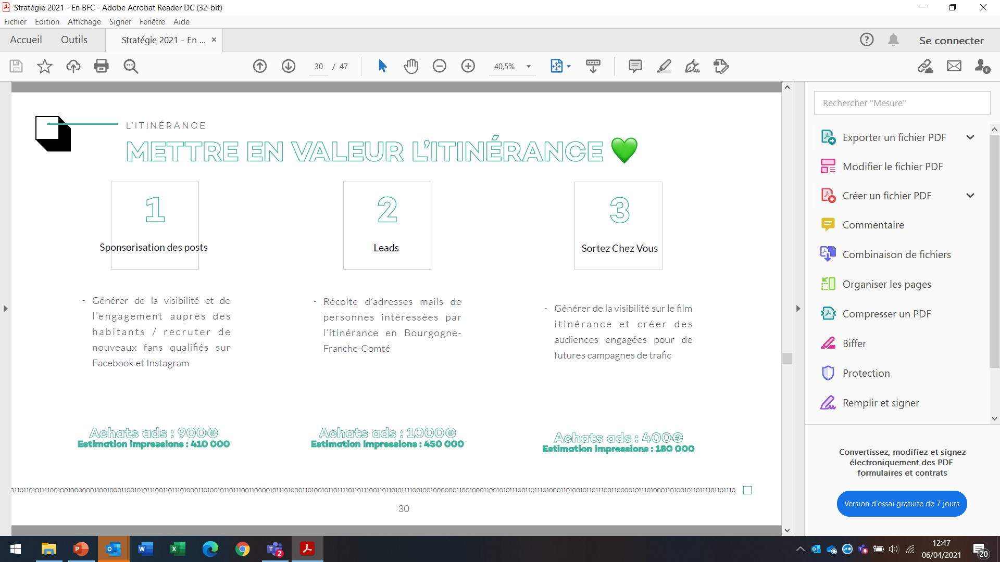 Stratégie 2021 - En BFC - Adobe Acrobat Reader DC (32-bit)
Fichier Edition Affichage Signer Fenêtre Aide
Accueil Outils Stratégie 2021 - En ... × Se connecter
30 / 47 40,5%
Rechercher "Mesure"
L'ITINÉRANCE
METTRE EN VALEUR L'ITINÉRANCE 💚
1
Sponsorisation des posts
- Générer de la visibilité et de
l'engagement auprès des
habitants / recruter de
nouveaux fans qualifiés sur
Facebook et Instagram
Achats ads : 900€
Estimation impressions : 410 000
2
Leads
- Récolte d'adresses mails de
personnes intéressées par
l'itinérance en Bourgogne-
Franche-Comté
Achats ads : 1000€
Estimation impressions : 450 000
3
Sortez Chez Vous
- Générer de la visibilité sur le film
itinérance et créer des
audiences engagées pour de
futures campagnes de trafic
Achats ads : 400€
Estimation impressions : 180 000
30
Exporter un fichier PDF
Modifier le fichier PDF
Créer un fichier PDF
Commentaire
Combinaison de fichiers
Organiser les pages
Compresser un PDF
Biffer
Protection
Remplir et signer
Convertissez, modifiez et signez
électroniquement des PDF
formulaires et contrats
Version d'essai gratuite de 7 jours
2
12:47
06/04/2021
20